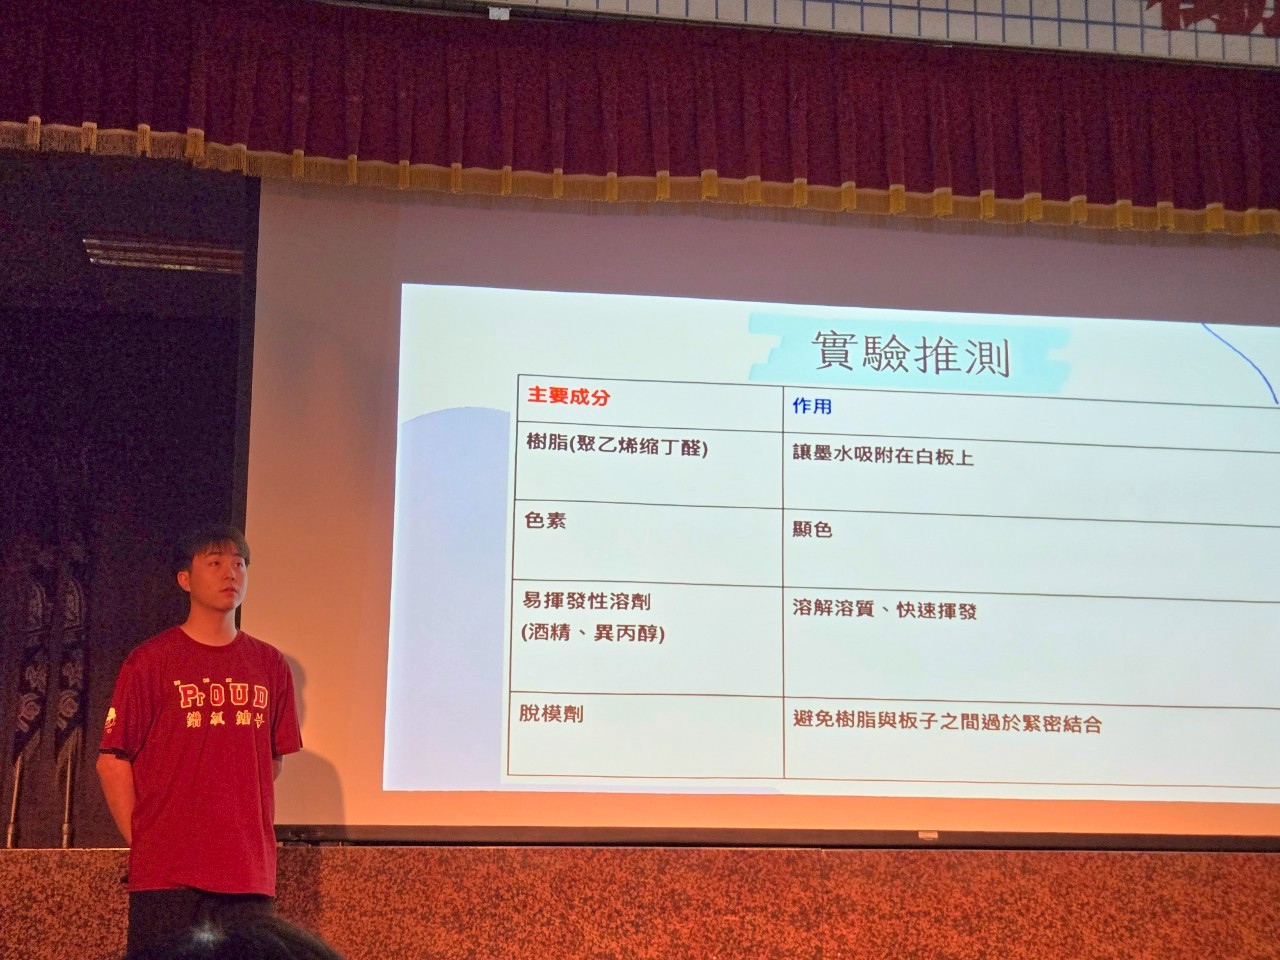 實驗推測
主要成分
作用
樹脂(聚乙烯缩丁醛)
讓墨水吸附在白板上
色素
顯色
易揮發性溶劑
(酒精、異丙醇)
溶解溶質、快速揮發
脫模劑
避免樹脂與板子之間過於緊密結合
PrOUD